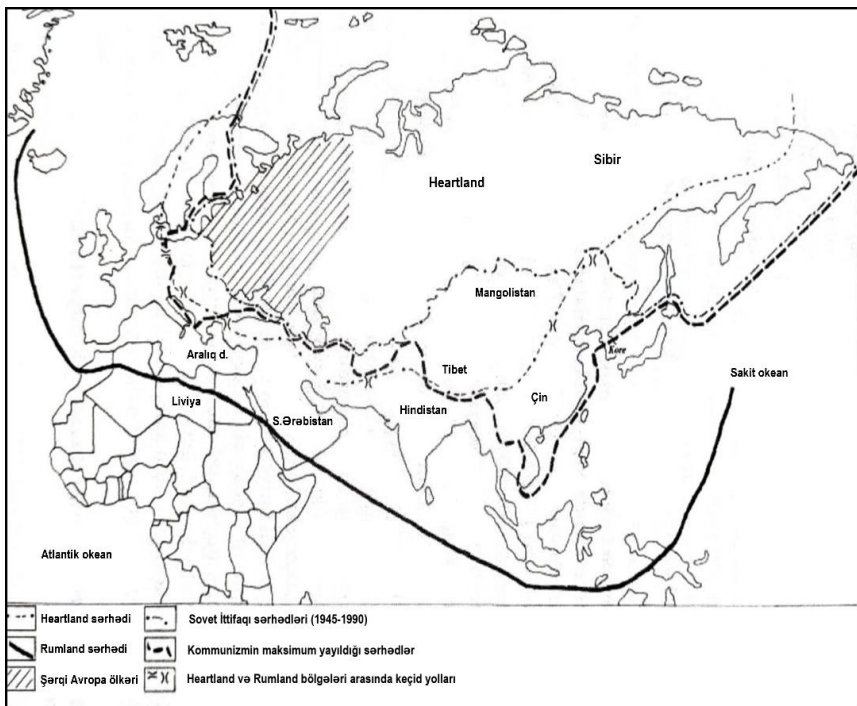 Sibir
Heartland
Mangolistan
Aralıq d.
Tibet
Kore
Sakit okean
Liviya
Hindistan
Çin
S.Ərəbistan
Atlantik okean
Heartland sərhədi
Sovet İttifaqı sərhədləri (1945-1990)
Rumland sərhədi
Kommunizmin maksimum yayıldığı sərhədlər
Şərqi Avropa ölkəri
Heartland və Rumland bölgələri arasında keçid yolları